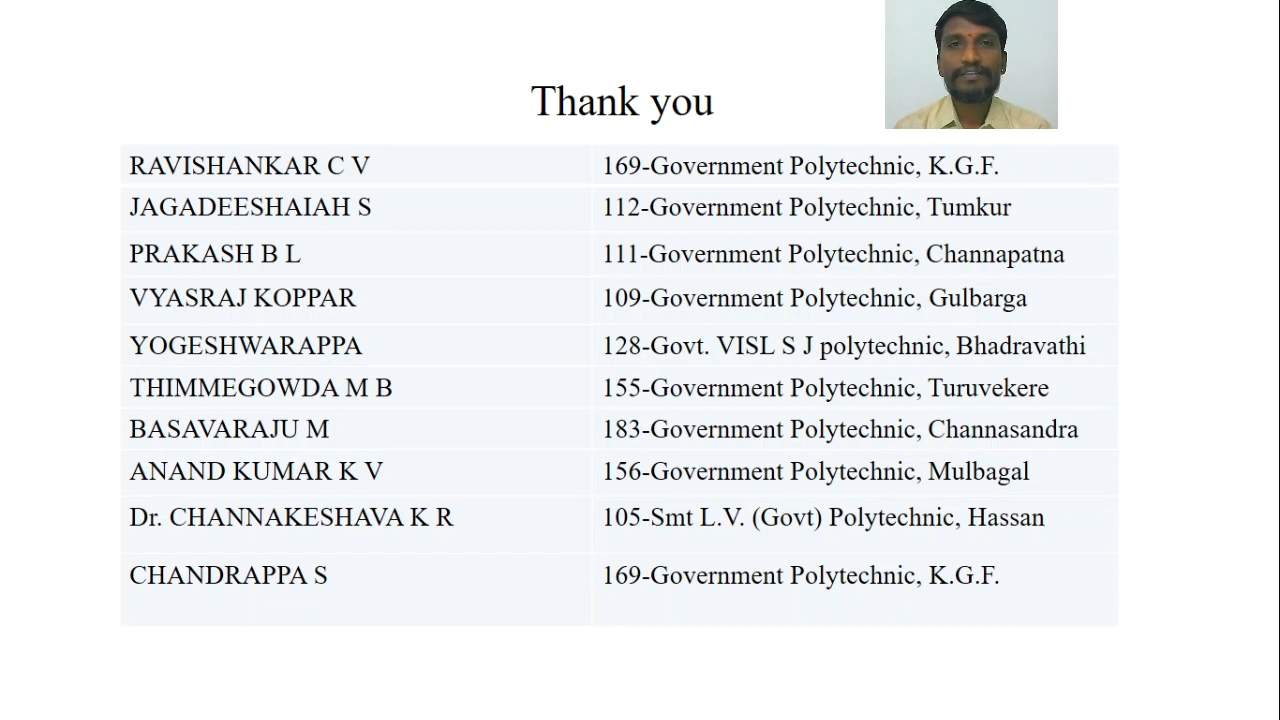 Thank you
RAVISHANKAR C V 169-Government Polytechnic, K.G.F.
JAGADEESHAIAH S 112-Government Polytechnic, Tumkur
PRAKASH B L 111-Government Polytechnic, Channapatna
VYASRAJ KOPPAR 109-Government Polytechnic, Gulbarga
YOGESHWARAPPA 128-Govt. VISL S J polytechnic, Bhadravathi
THIMMEGOWDA M B 155-Government Polytechnic, Turuvekere
BASAVARAJU M 183-Government Polytechnic, Channasandra
ANAND KUMAR K V 156-Government Polytechnic, Mulbagal
Dr. CHANNAKESHAVA K R 105-Smt L.V. (Govt) Polytechnic, Hassan
CHANDRAPPA S 169-Government Polytechnic, K.G.F.